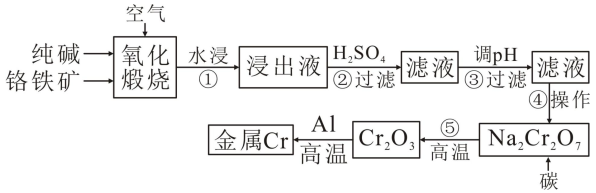 空气
纯碱
铬铁矿
氧化
煅烧
水浸
①
浸出液
H₂SO₄
②过滤
滤液
调pH
③过滤
滤液
④操作
Na₂Cr₂O₇
碳
⑤
高温
Cr₂O₃
Al
高温
金属Cr